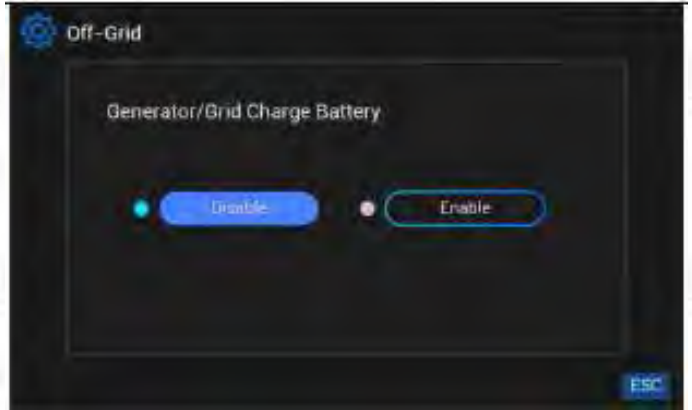 Off-Grid
Generator/Grid Charge Battery
Disable
Enable
ESC